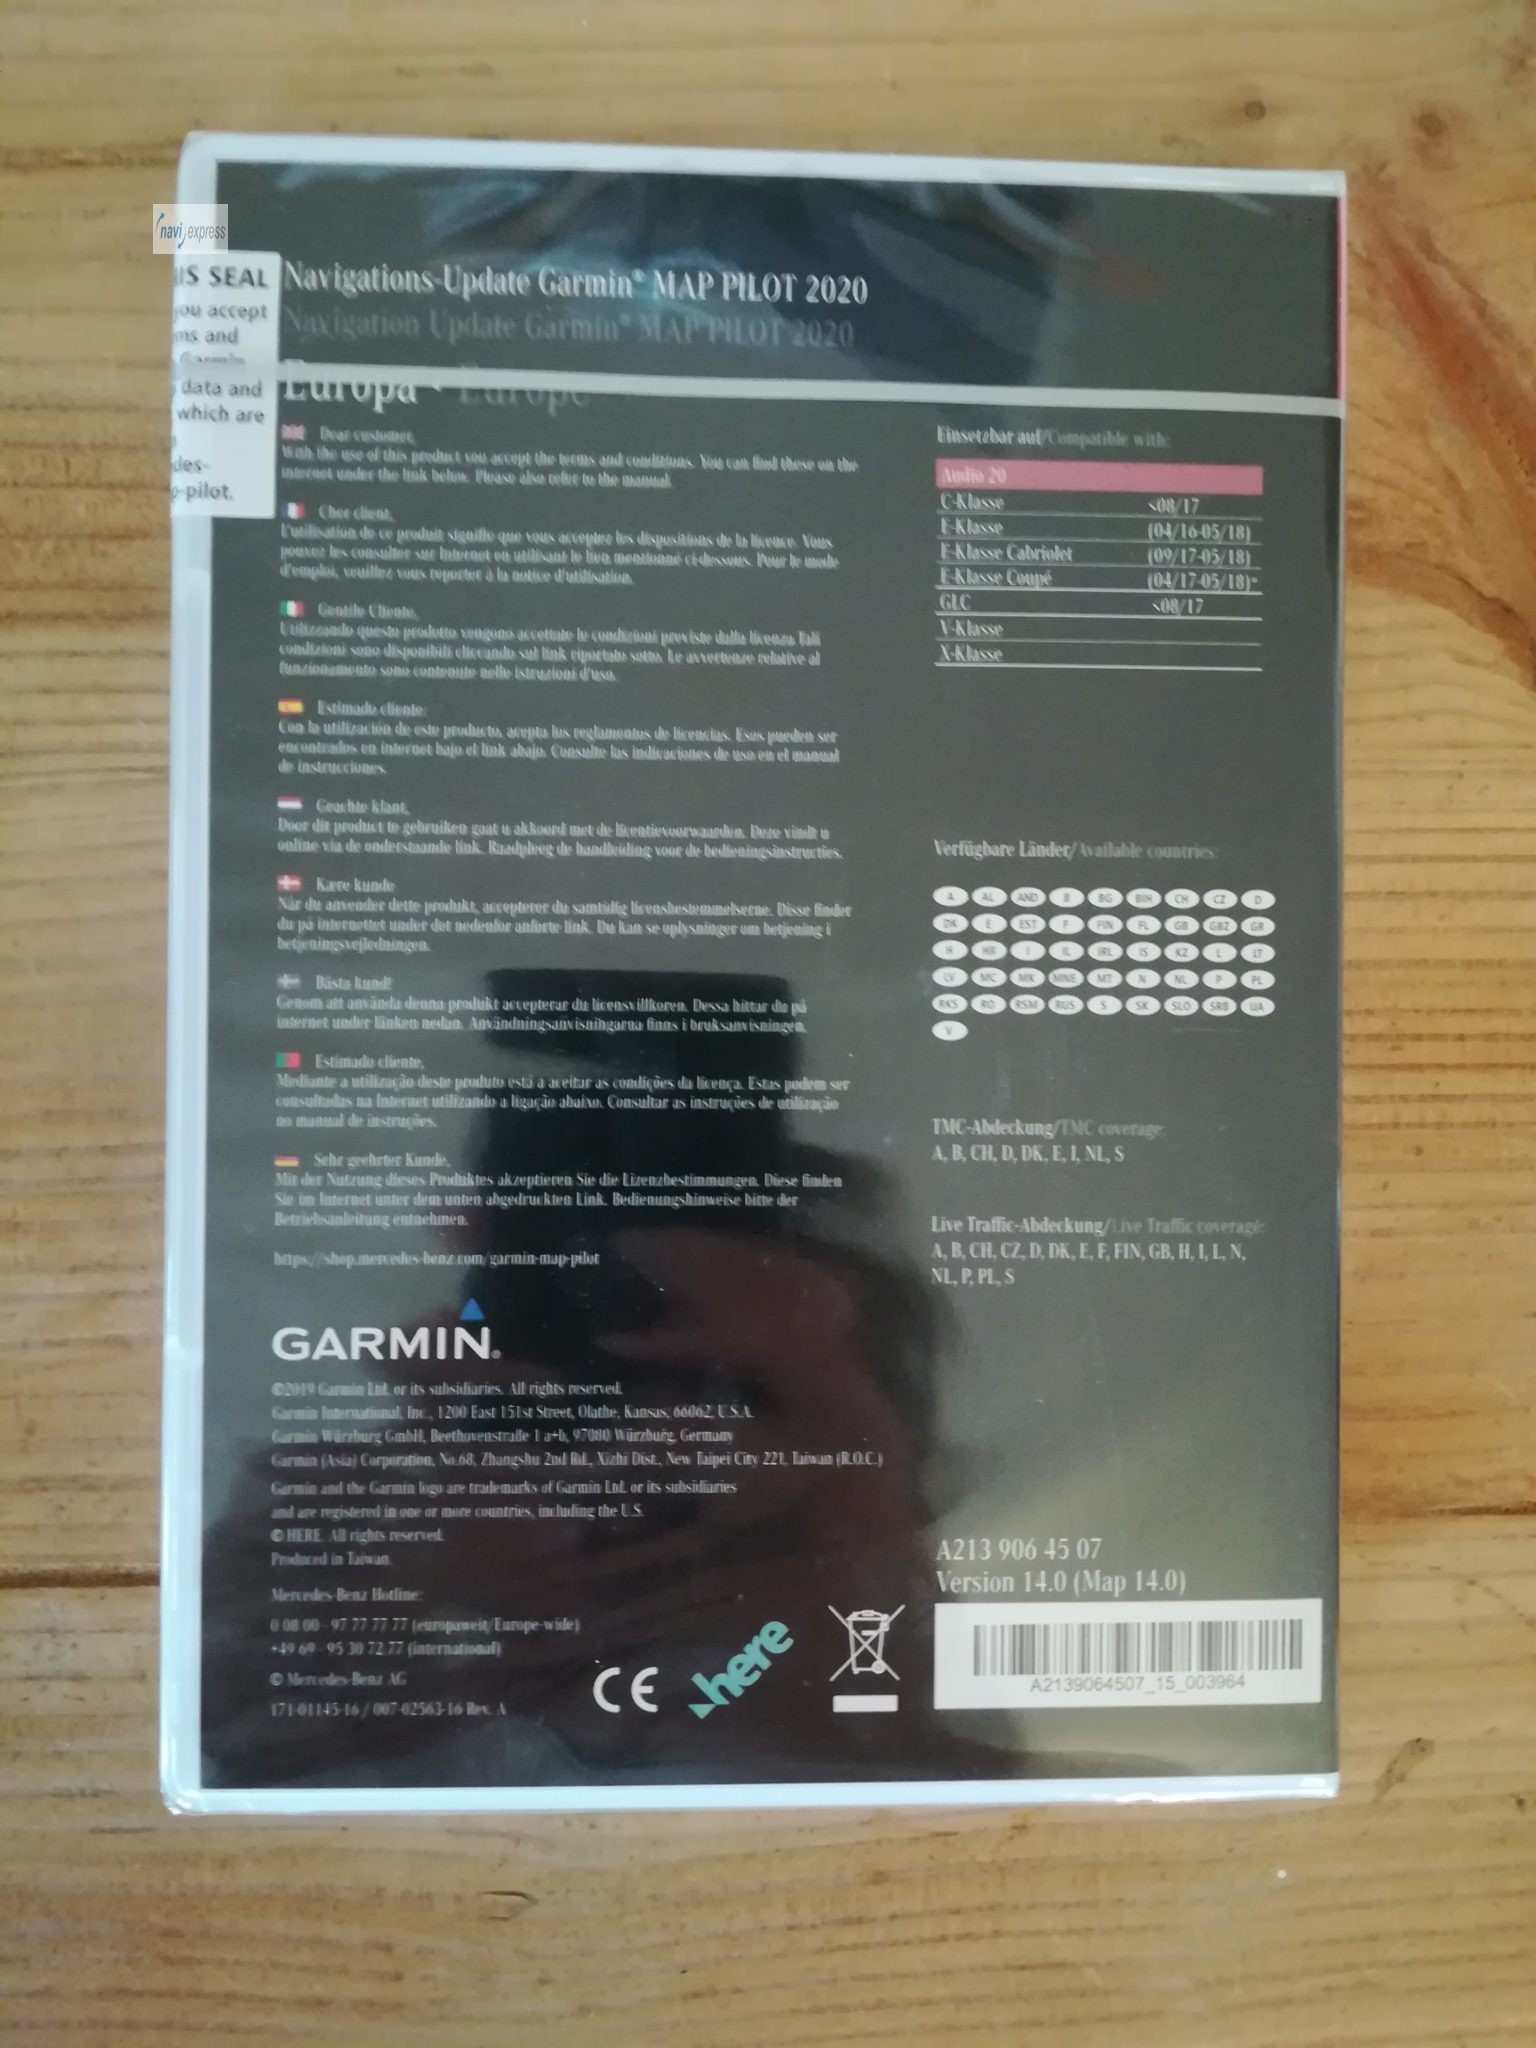 navi express
IS SEAL
you accept
ms and
Garmin
data and
which are
des-
p-pilot.
Navigations-Update Garmin® MAP PILOT 2020
Navigation Update Garmin® MAP PILOT 2020
Europa - Europe
Dear customer,
With the use of this product you accept the terms and conditions. You can find these on the
internet under the link below. Please also refer to the manual.
Cher client,
L'utilisation de ce produit signifie que vous acceptez les dispositions de la licence. Vous
pouvez les consulter sur Internet en utilisant le lien mentionné ci-dessous. Pour le mode
d'emploi, veuillez vous reporter à la notice d'utilisation.
Gentile Cliente,
Utilizzando questo prodotto vengono accettate le condizioni previste dalla licenza.Tali
condizioni sono disponibili cliccando sul link riportato sotto. Le avvertenze relative al
funzionamento sono contenute nelle istruzioni d'uso.
Estimado cliente:
Con la utilización de este producto, acepta los reglamentos de licencias. Esos pueden ser
encontrados en internet bajo el link abajo. Consulte las indicaciones de uso en el manual
de instrucciones.
Geachte klant,
Door dit product te gebruiken gaat u akkoord met de licentievoorwaarden. Deze vindt u
online via de onderstaande link. Raadpleeg de handleiding voor de bedieningsinstructies.
Kære kunde
Når du anvender dette produkt, accepterer du samtidig licensbestemmelserne. Disse finder
du på internettet under det nedenfor anførte link. Du kan se oplysninger om betjening i
betjeningsvejledningen.
Bästa kund!
Genom att använda denna produkt accepterar du licensvillkoren. Dessa hittar du på
internet under länken nedan. Användningsanvisningarna finns i bruksanvisningen.
Estimado cliente,
Mediante a utilização deste produto está a aceitar as condições da licença. Estas podem ser
consultadas na Internet utilizando a ligação abaixo. Consultar as instruções de utilização
no manual de instruções.
Sehr geehrter Kunde,
Mit der Nutzung dieses Produktes akzeptieren Sie die Lizenzbestimmungen. Diese finden
Sie im Internet unter dem unten abgedruckten Link. Bedienungshinweise bitte der
Betriebsanleitung entnehmen.
https://shop.mercedes-benz.com/garmin-map-pilot
GARMIN®
©2019 Garmin Ltd. or its subsidiaries. All rights reserved.
Garmin International, Inc., 1200 East 151st Street, Olathe, Kansas, 66062, U.S.A.
Garmin Würzburg GmbH, Beethovenstraße 1 a+b, 97080 Würzburg, Germany
Garmin (Asia) Corporation, No.68, Zhangshu 2nd Rd., Xizhi Dist., New Taipei City 221, Taiwan (R.O.C.)
Garmin and the Garmin logo are trademarks of Garmin Ltd. or its subsidiaries
and are registered in one or more countries, including the U.S.
© HERE. All rights reserved.
Produced in Taiwan.
Mercedes-Benz Hotline:
0 08 00 - 97 77 77 77 (europaweit/Europe-wide)
+49 69 - 95 30 72 77 (international)
© Mercedes-Benz AG
171-01145-16 / 007-02563-16 Rev. A
CE
here
Einsetzbar auf/Compatible with:
Audio 20
C-Klasse <08/17
E-Klasse (04/16-05/18)
E-Klasse Cabriolet (09/17-05/18)
E-Klasse Coupé (04/17-05/18)*
GLC <08/17
V-Klasse
X-Klasse
Verfügbare Länder/Available countries:
A AL AND B BG BIH CH CZ D
DK E EST F FIN FL GB GBZ GR
H HR I IL IRL IS KZ L LT
LV MC MK MNE MT N NL P PL
RKS RO RSM RUS S SK SLO SRB UA
V
TMC-Abdeckung/TMC coverage:
A, B, CH, D, DK, E, I, NL, S
Live Traffic-Abdeckung/Live Traffic coverage:
A, B, CH, CZ, D, DK, E, F, FIN, GB, H, I, L, N,
NL, P, PL, S
A213 906 45 07
Version 14.0 (Map 14.0)
A2139064507_15_003964